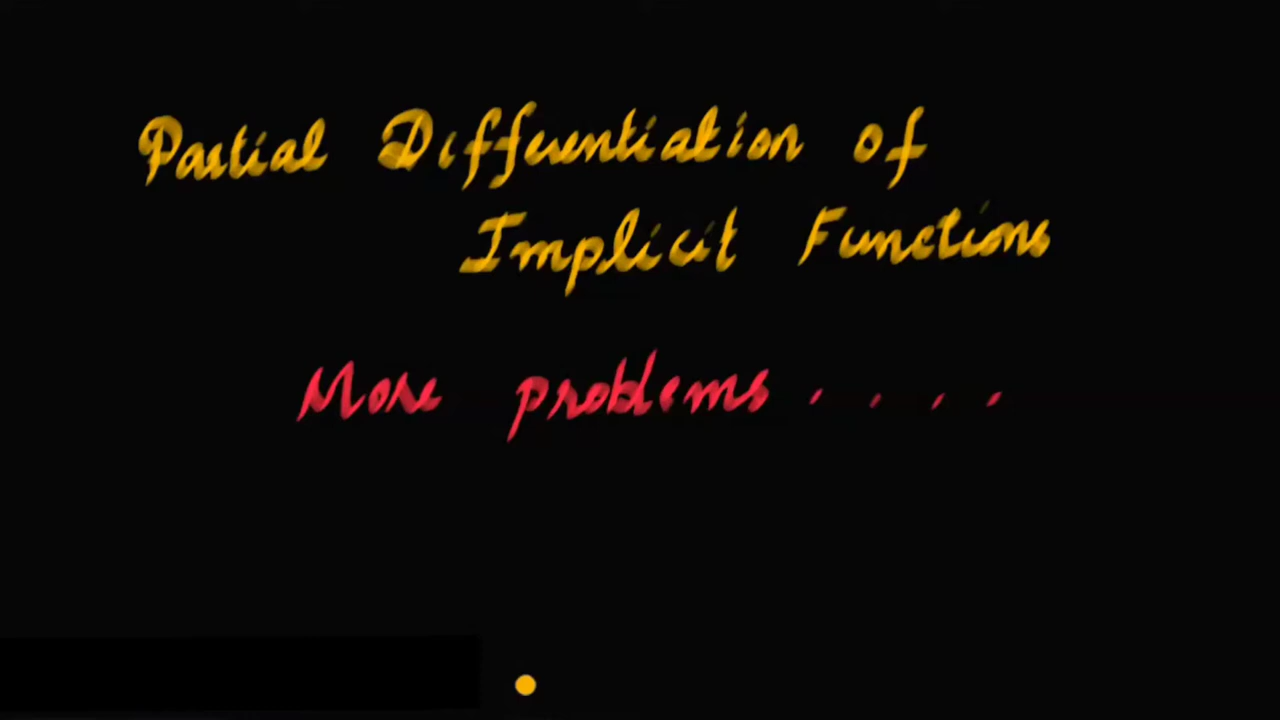 Partial Differentiation of
Implicit Functions
More problems . . . .